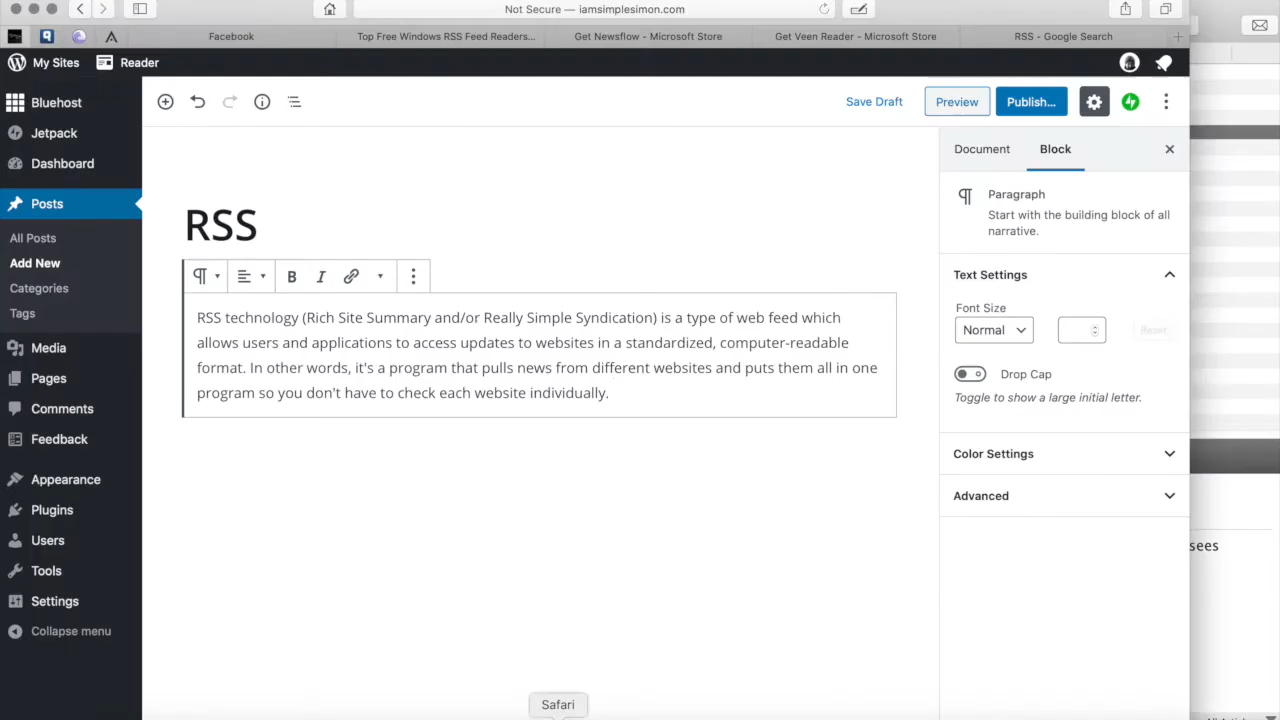 Not Secure — iamsimplesimon.com
Facebook
Top Free Windows RSS Feed Readers...
Get Newsflow - Microsoft Store
Get Veen Reader - Microsoft Store
RSS - Google Search
My Sites
Reader
Bluehost
Jetpack
Dashboard
Posts
All Posts
Add New
Categories
Tags
Media
Pages
Comments
Feedback
Appearance
Plugins
Users
Tools
Settings
Collapse menu
Save Draft
Preview
Publish...
RSS
B I
RSS technology (Rich Site Summary and/or Really Simple Syndication) is a type of web feed which
allows users and applications to access updates to websites in a standardized, computer-readable
format. In other words, it's a program that pulls news from different websites and puts them all in one
program so you don't have to check each website individually.
Document
Block
Paragraph
Start with the building block of all
narrative.
Text Settings
Font Size
Normal
Reset
Drop Cap
Toggle to show a large initial letter.
Color Settings
Advanced
sees
Safari